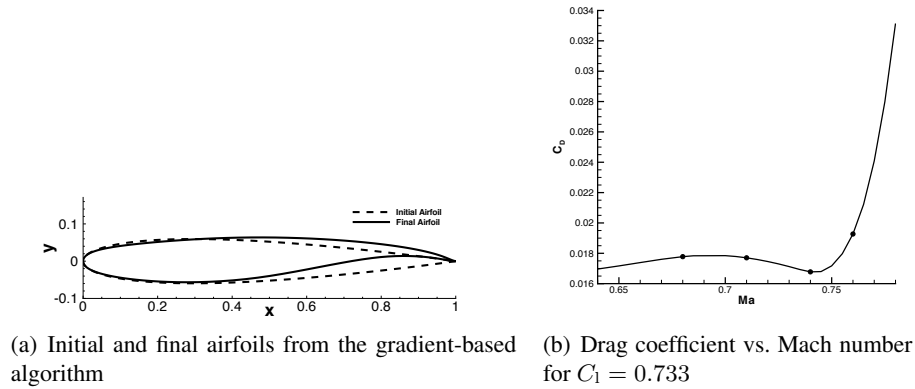 y
0.1
0
-0.1
0
0.2
0.4
0.6
0.8
1
x
Initial Airfoil
Final Airfoil
(a) Initial and final airfoils from the gradient-based
algorithm
C_D
0.034
0.032
0.03
0.028
0.026
0.024
0.022
0.02
0.018
0.016
0.65
0.7
0.75
Ma
(b) Drag coefficient vs. Mach number
for C_l = 0.733